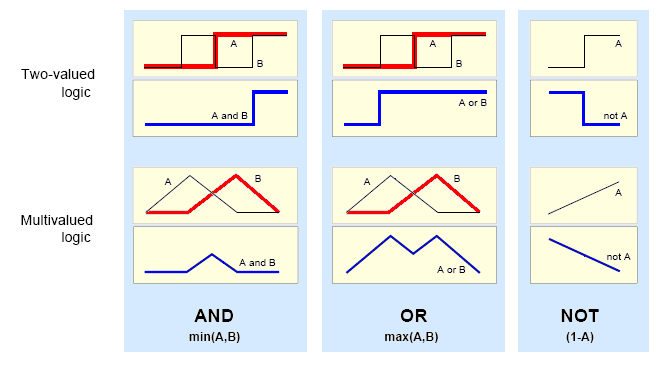 Two-valued
logic
A
B
A and B
A
B
A or B
A
not A
Multivalued
logic
A
B
A and B
A
B
A or B
A
not A
AND
min(A,B)
OR
max(A,B)
NOT
(1-A)